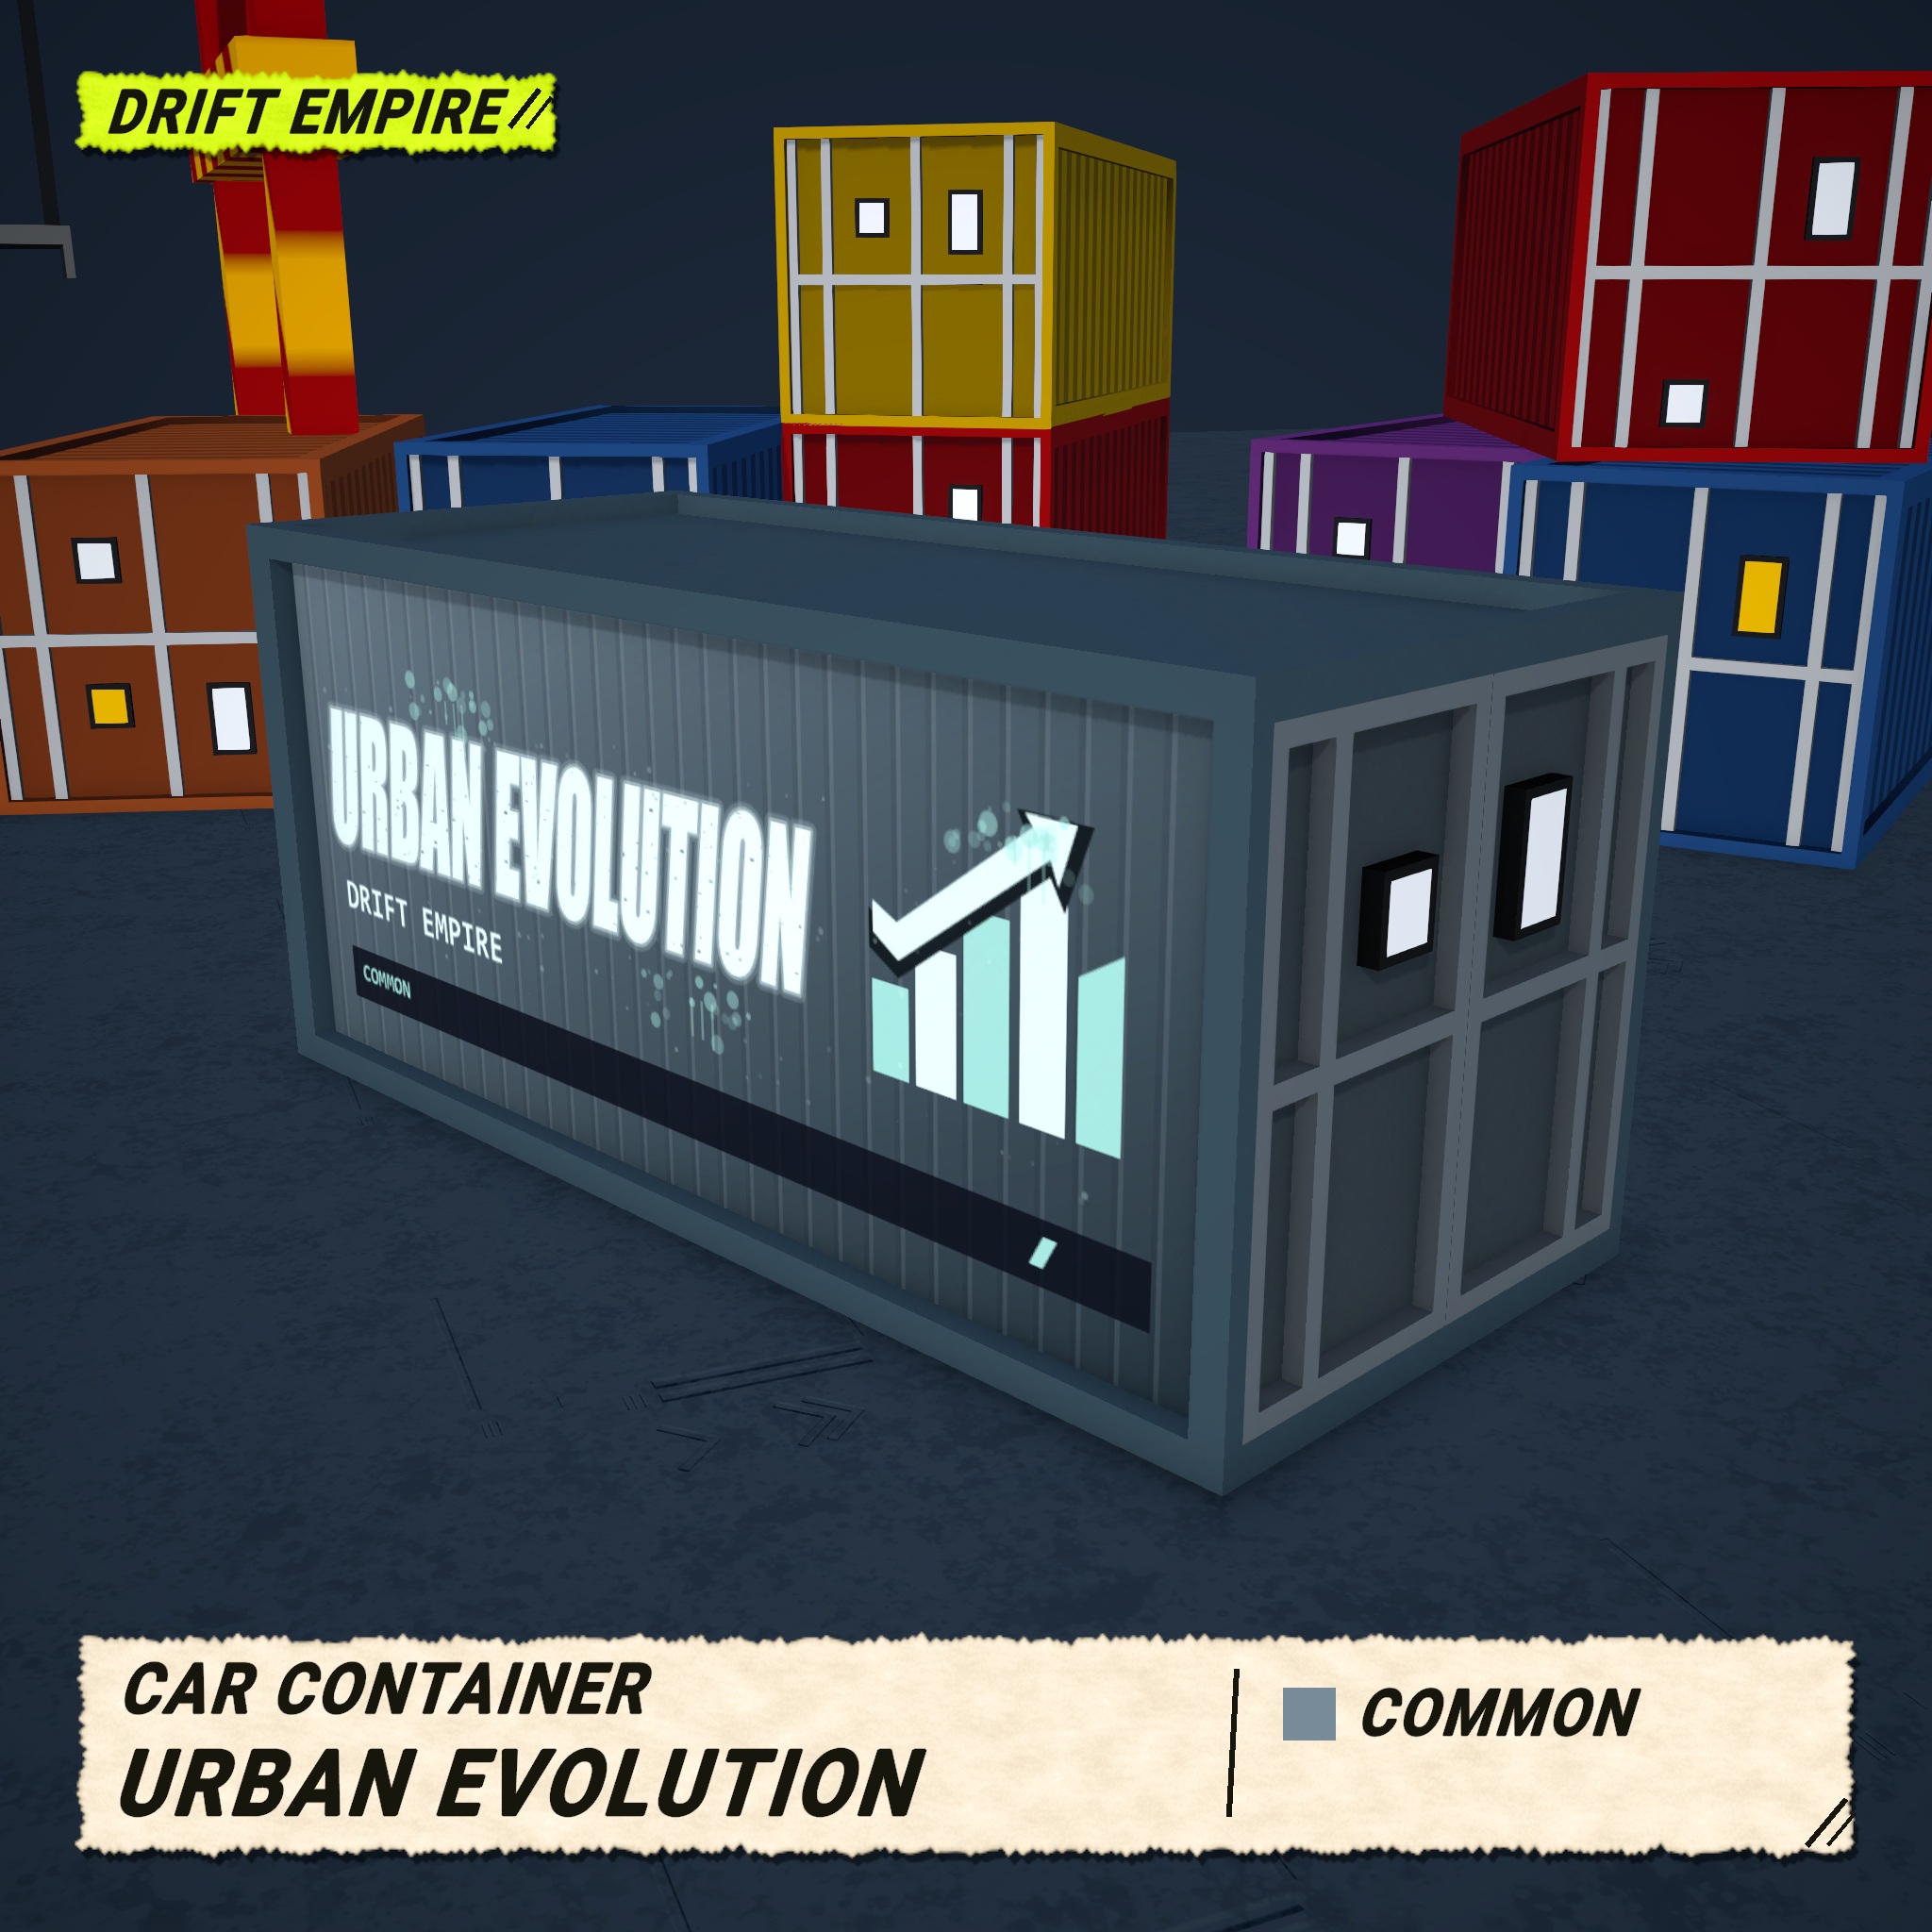 DRIFT EMPIRE//
URBAN EVOLUTION
DRIFT EMPIRE
COMMON
CAR CONTAINER
URBAN EVOLUTION
COMMON